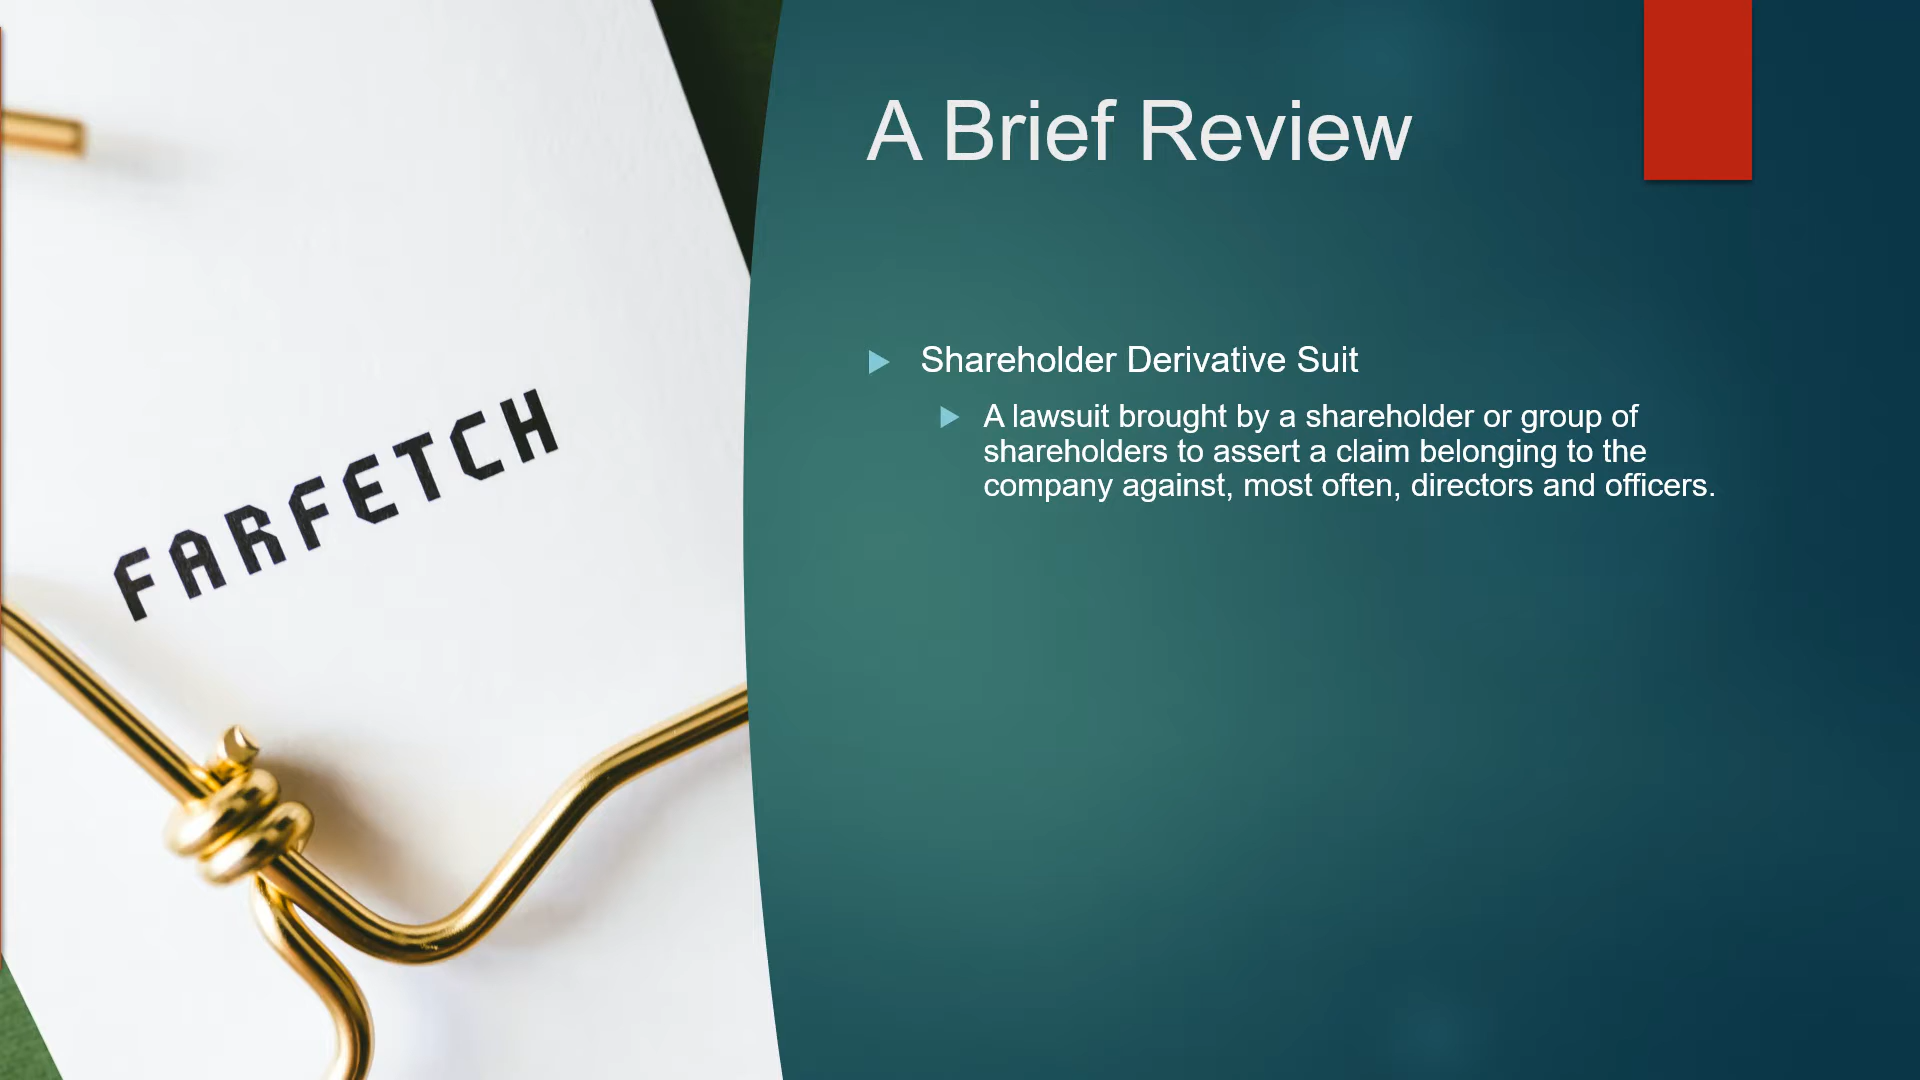 FARFETCH
A Brief Review
Shareholder Derivative Suit
A lawsuit brought by a shareholder or group of
shareholders to assert a claim belonging to the
company against, most often, directors and officers.